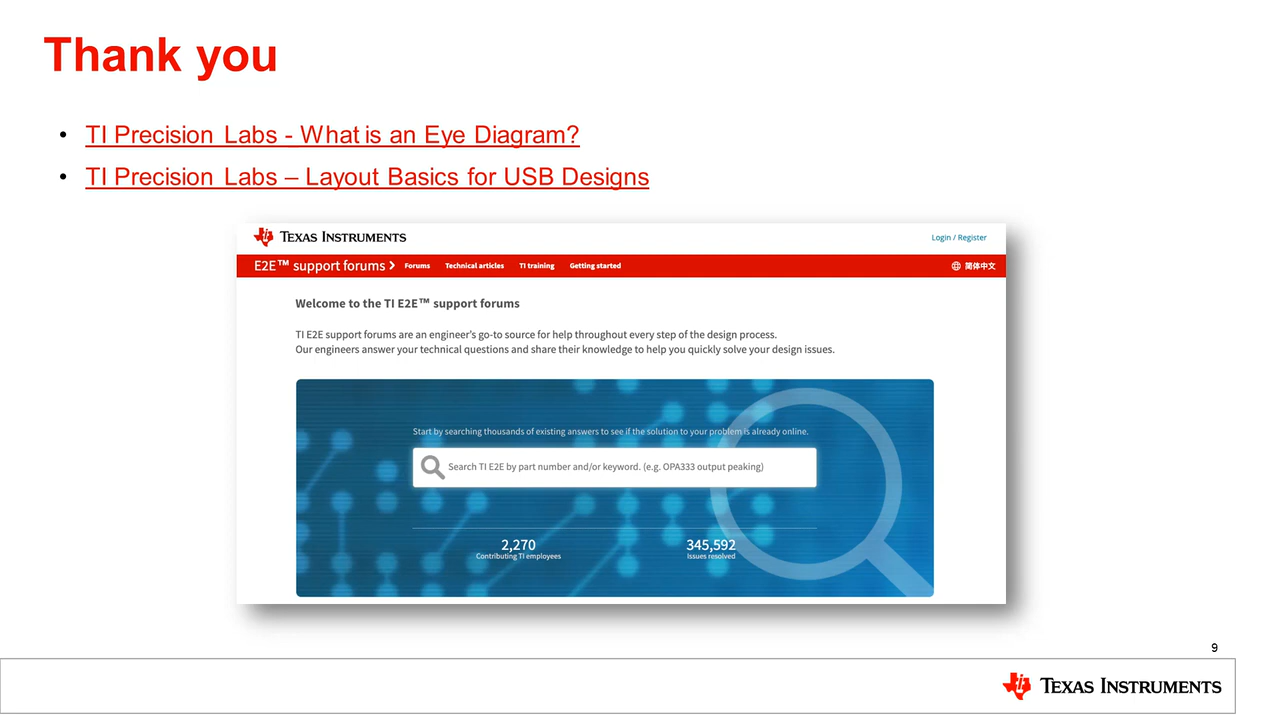 Thank you
• TI Precision Labs - What is an Eye Diagram?
• TI Precision Labs – Layout Basics for USB Designs
TEXAS INSTRUMENTS
Login / Register
E2E™ support forums
Forums
Technical articles
TI training
Getting started
简体中文
Welcome to the TI E2E™ support forums
TI E2E support forums are an engineer's go-to source for help throughout every step of the design process.
Our engineers answer your technical questions and share their knowledge to help you quickly solve your design issues.
Start by searching thousands of existing answers to see if the solution to your problem is already online.
Search TI E2E by part number and/or keyword. (e.g. OPA333 output peaking)
2,270
Contributing TI employees
345,592
Issues resolved
9
TEXAS INSTRUMENTS